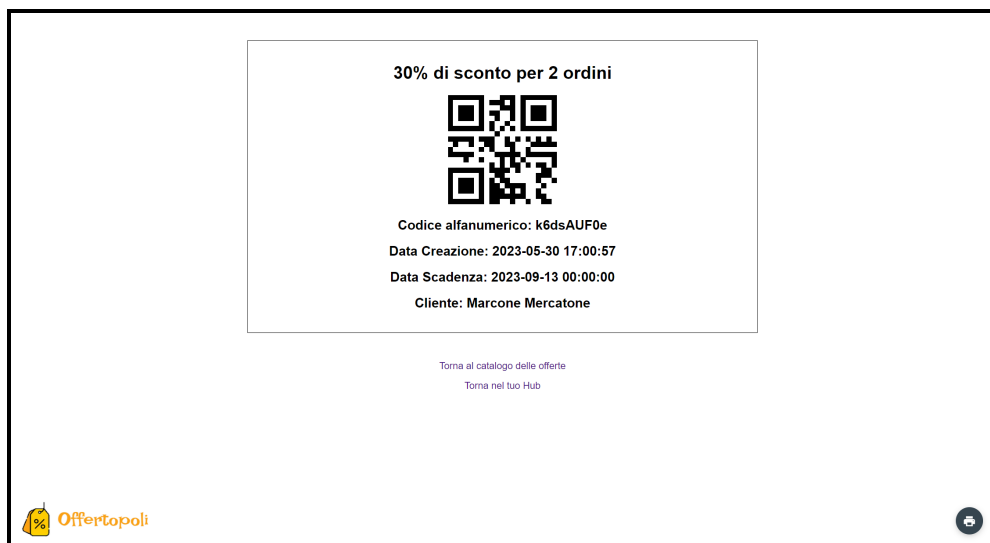 30% di sconto per 2 ordini
Codice alfanumerico: k6dsAUF0e
Data Creazione: 2023-05-30 17:00:57
Data Scadenza: 2023-09-13 00:00:00
Cliente: Marcone Mercatone
Torna al catalogo delle offerte
Torna nel tuo Hub
%
Offertopoli